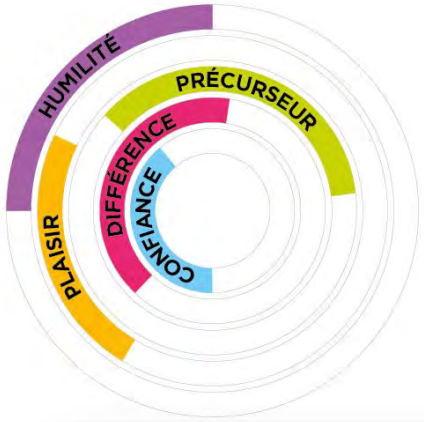 HUMILITÉ
PRÉCURSEUR
DIFFÉRENCE
CONFIANCE
PLAISIR